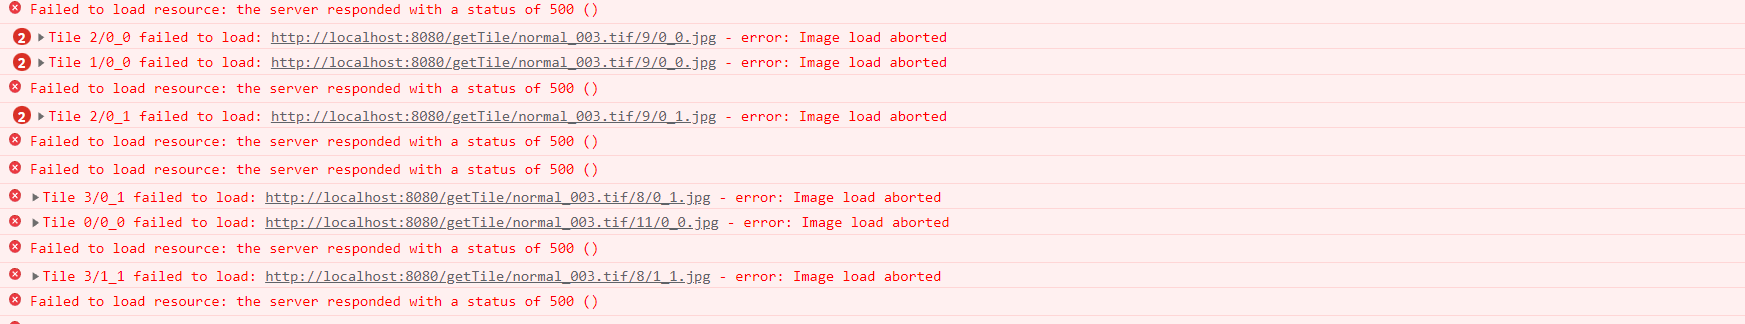 Failed to load resource: the server responded with a status of 500 ()
2 Tile 2/0_0 failed to load: http://localhost:8080/getTile/normal_003.tif/9/0_0.jpg - error: Image load aborted
2 Tile 1/0_0 failed to load: http://localhost:8080/getTile/normal_003.tif/9/0_0.jpg - error: Image load aborted
Failed to load resource: the server responded with a status of 500 ()
2 Tile 2/0_1 failed to load: http://localhost:8080/getTile/normal_003.tif/9/0_1.jpg - error: Image load aborted
Failed to load resource: the server responded with a status of 500 ()
Failed to load resource: the server responded with a status of 500 ()
Tile 3/0_1 failed to load: http://localhost:8080/getTile/normal_003.tif/8/0_1.jpg - error: Image load aborted
Tile 0/0_0 failed to load: http://localhost:8080/getTile/normal_003.tif/11/0_0.jpg - error: Image load aborted
Failed to load resource: the server responded with a status of 500 ()
Tile 3/1_1 failed to load: http://localhost:8080/getTile/normal_003.tif/8/1_1.jpg - error: Image load aborted
Failed to load resource: the server responded with a status of 500 ()